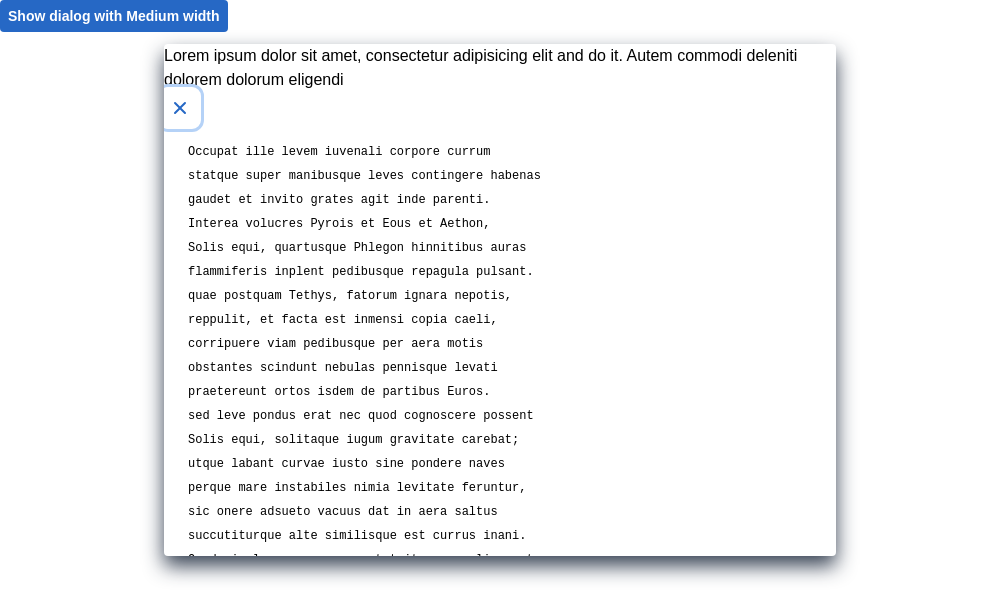 Show dialog with Medium width
Lorem ipsum dolor sit amet, consectetur adipisicing elit and do it. Autem commodi deleniti
dolorem dolorum eligendi
Occupat ille levem iuvenali corpore currum
statque super manibusque leves contingere habenas
gaudet et invito grates agit inde parenti.
Interea volucres Pyrois et Eous et Aethon,
Solis equi, quartusque Phlegon hinnitibus auras
flammiferis inplent pedibusque repagula pulsant.
quae postquam Tethys, fatorum ignara nepotis,
reppulit, et facta est inmensi copia caeli,
corripuere viam pedibusque per aera motis
obstantes scindunt nebulas pennisque levati
praetereunt ortos isdem de partibus Euros.
sed leve pondus erat nec quod cognoscere possent
Solis equi, solitaque iugum gravitate carebat;
utque labant curvae iusto sine pondere naves
perque mare instabiles nimia levitate feruntur,
sic onere adsueto vacuus dat in aera saltus
succutiturque alte similisque est currus inani.